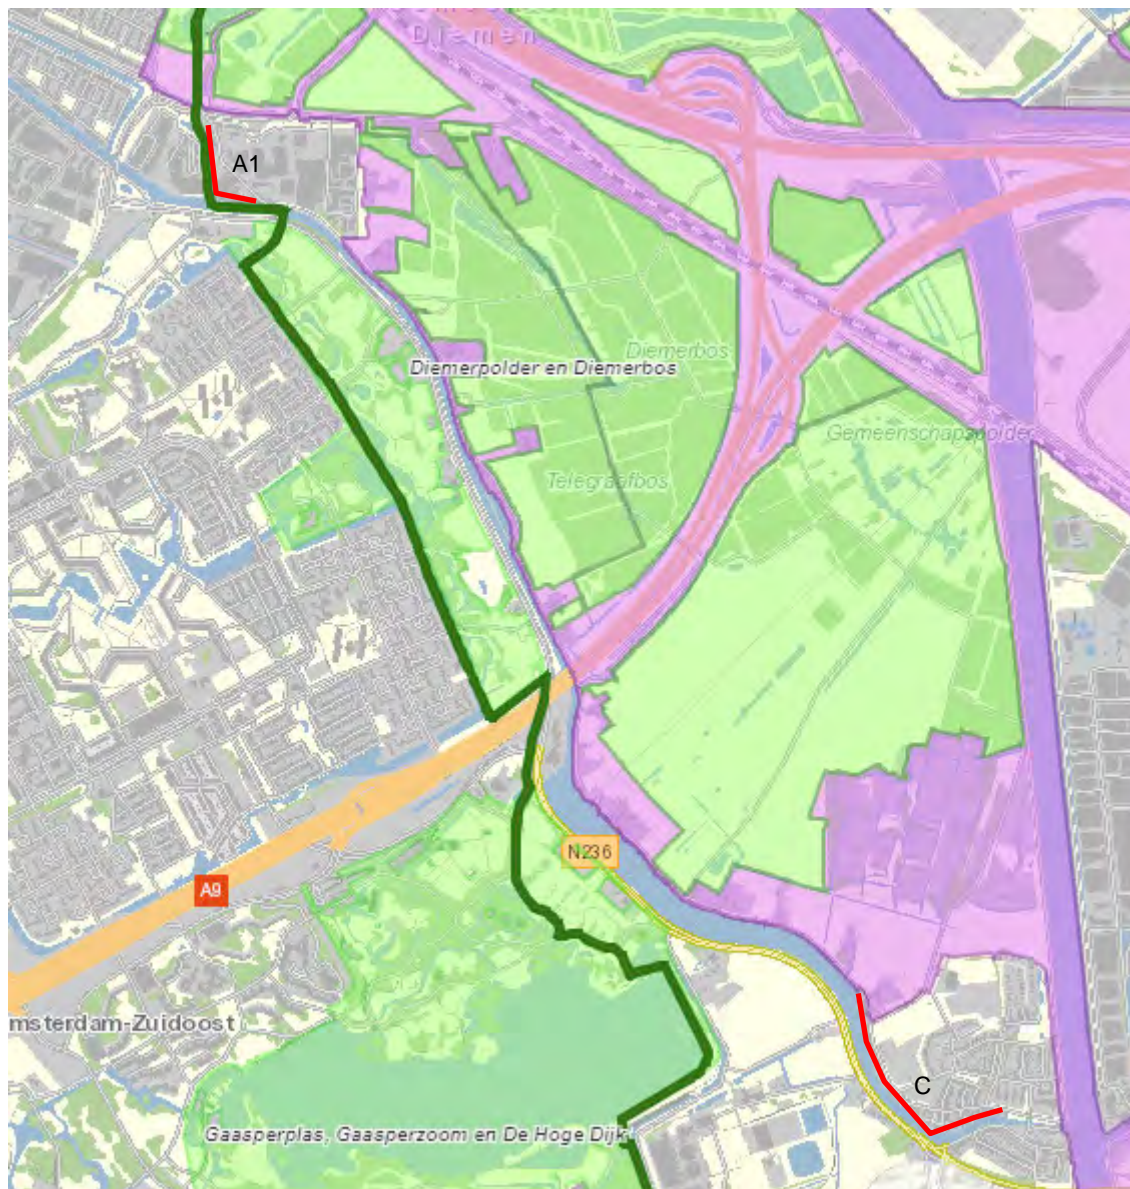 Diemen
A1
Diemerbos
Diemerpolder en Diemerbos
Gemeenschapspolder
Telegraafbos
N236
A9
msterdam-Zuidoost
C
Gaasperplas, Gaasperzoom en De Hoge Dijk